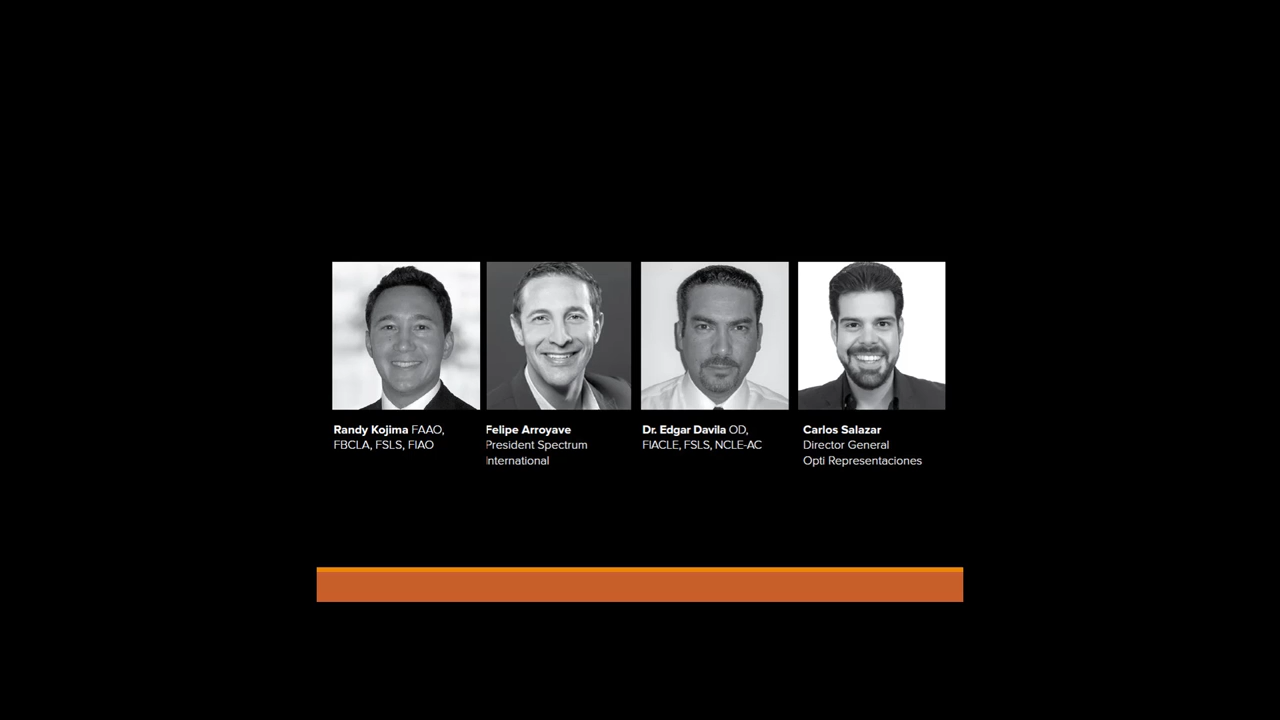 Randy Kojima FAAO,
FBCLA, FSLS, FIAO
Felipe Arroyave
President Spectrum
International
Dr. Edgar Davila OD,
FIACLE, FSLS, NCLE-AC
Carlos Salazar
Director General
Opti Representaciones